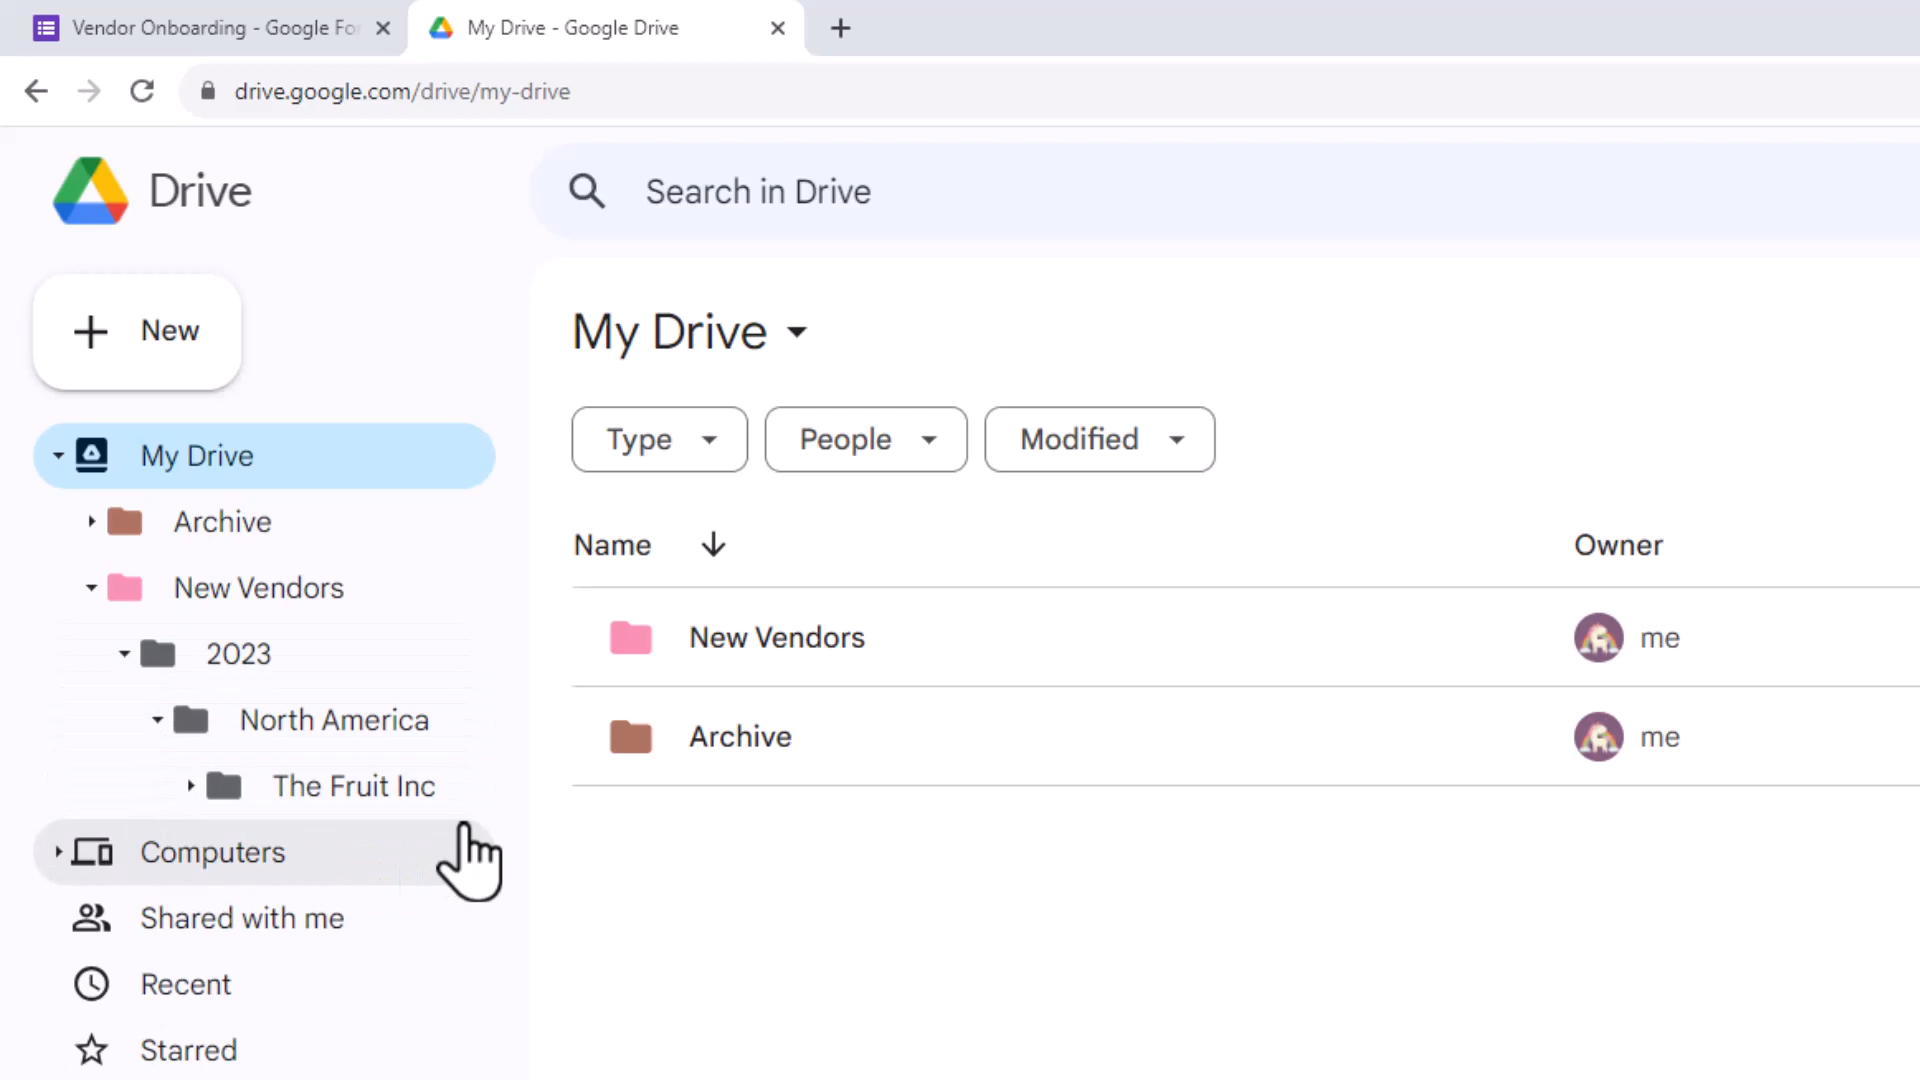 Vendor Onboarding - Google Fo
My Drive - Google Drive
drive.google.com/drive/my-drive
Drive
Search in Drive
New
My Drive
Type
People
Modified
My Drive
Archive
New Vendors
2023
North America
The Fruit Inc
Computers
Shared with me
Recent
Starred
Name
Owner
New Vendors
me
Archive
me